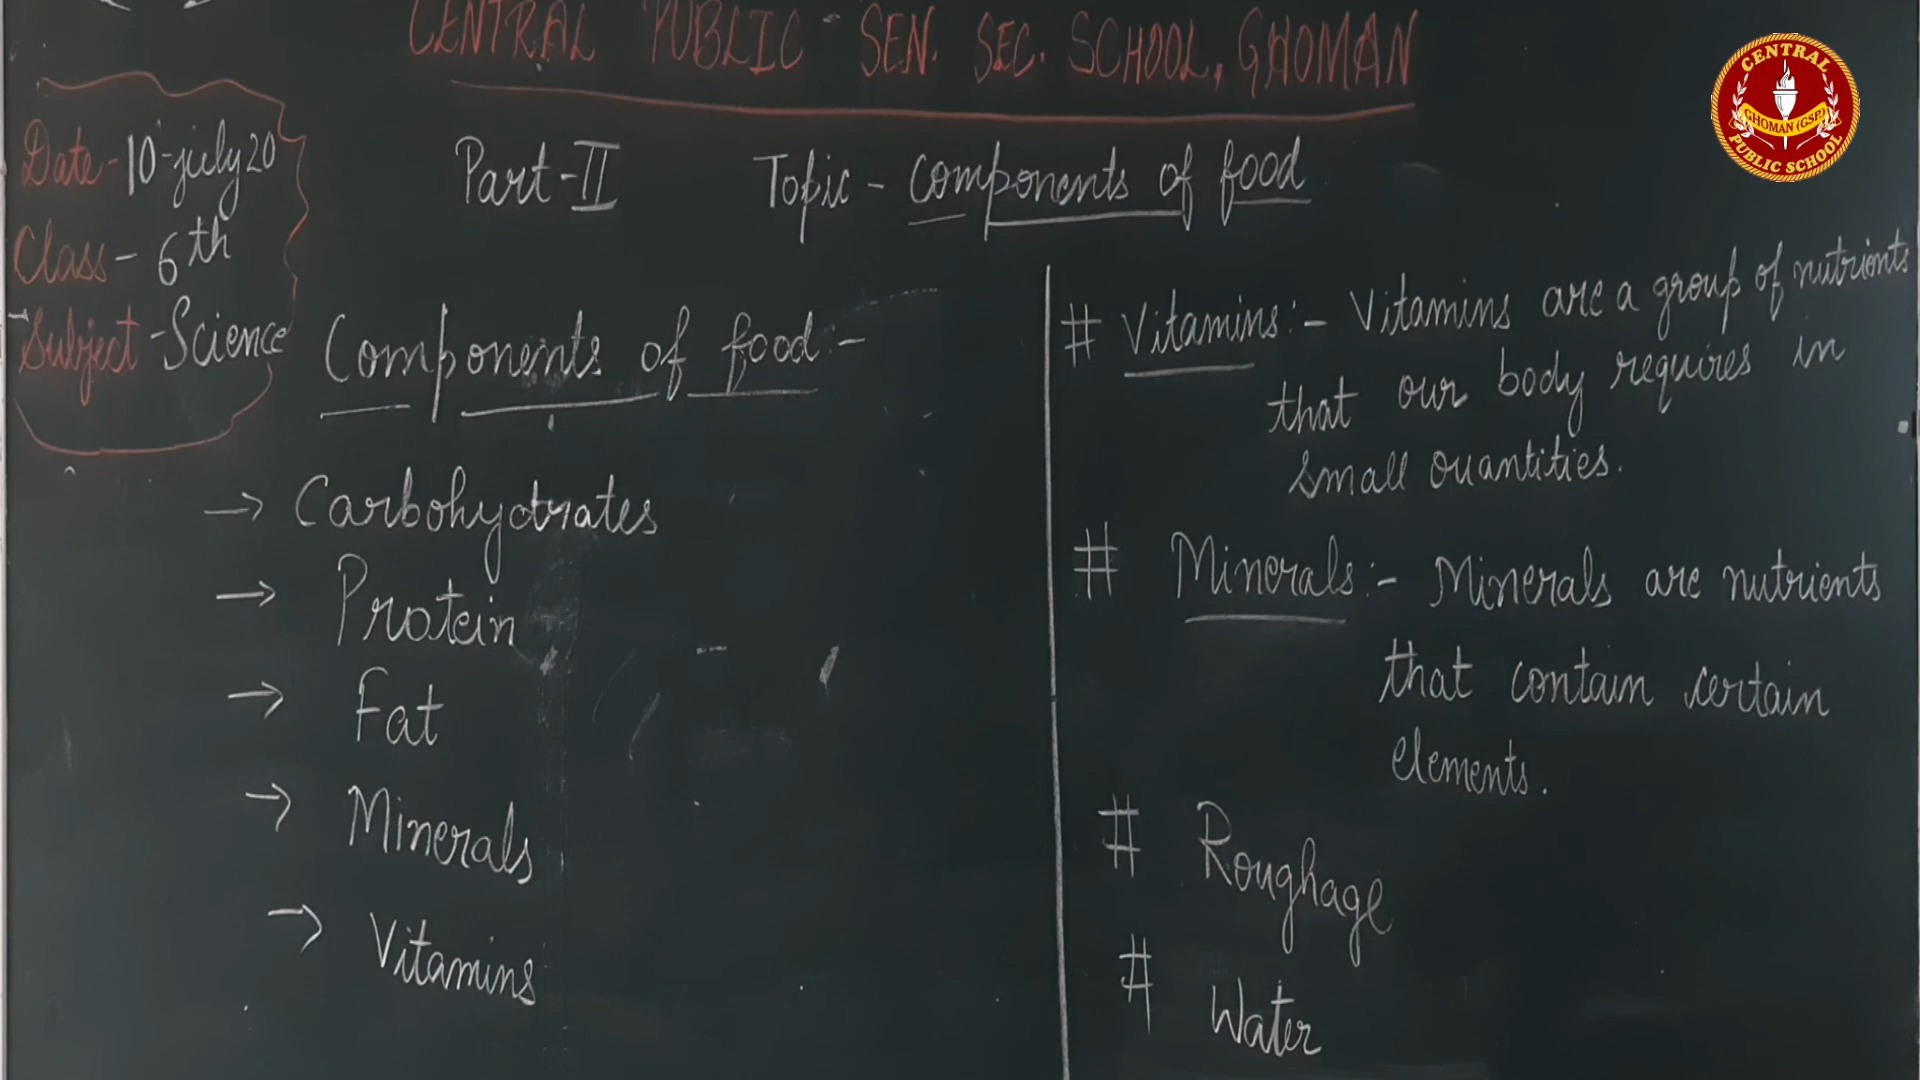 CENTRAL PUBLIC SEN. SEC. SCHOOL, GHOMAN
CENTRAL
GHOMAN (GSP)
PUBLIC SCHOOL
Date-10-july20
Class- 6th
Subject-Science
Part-II Topic - components of food
Components of food:-
→ Carbohydrates
→ Protein
→ Fat
→ Minerals
→ Vitamins
# Vitamins:- Vitamins are a group of nutrients
that our body requires in
small quantities.
# Minerals:- Minerals are nutrients
that contain certain
elements.
# Roughage
# Water